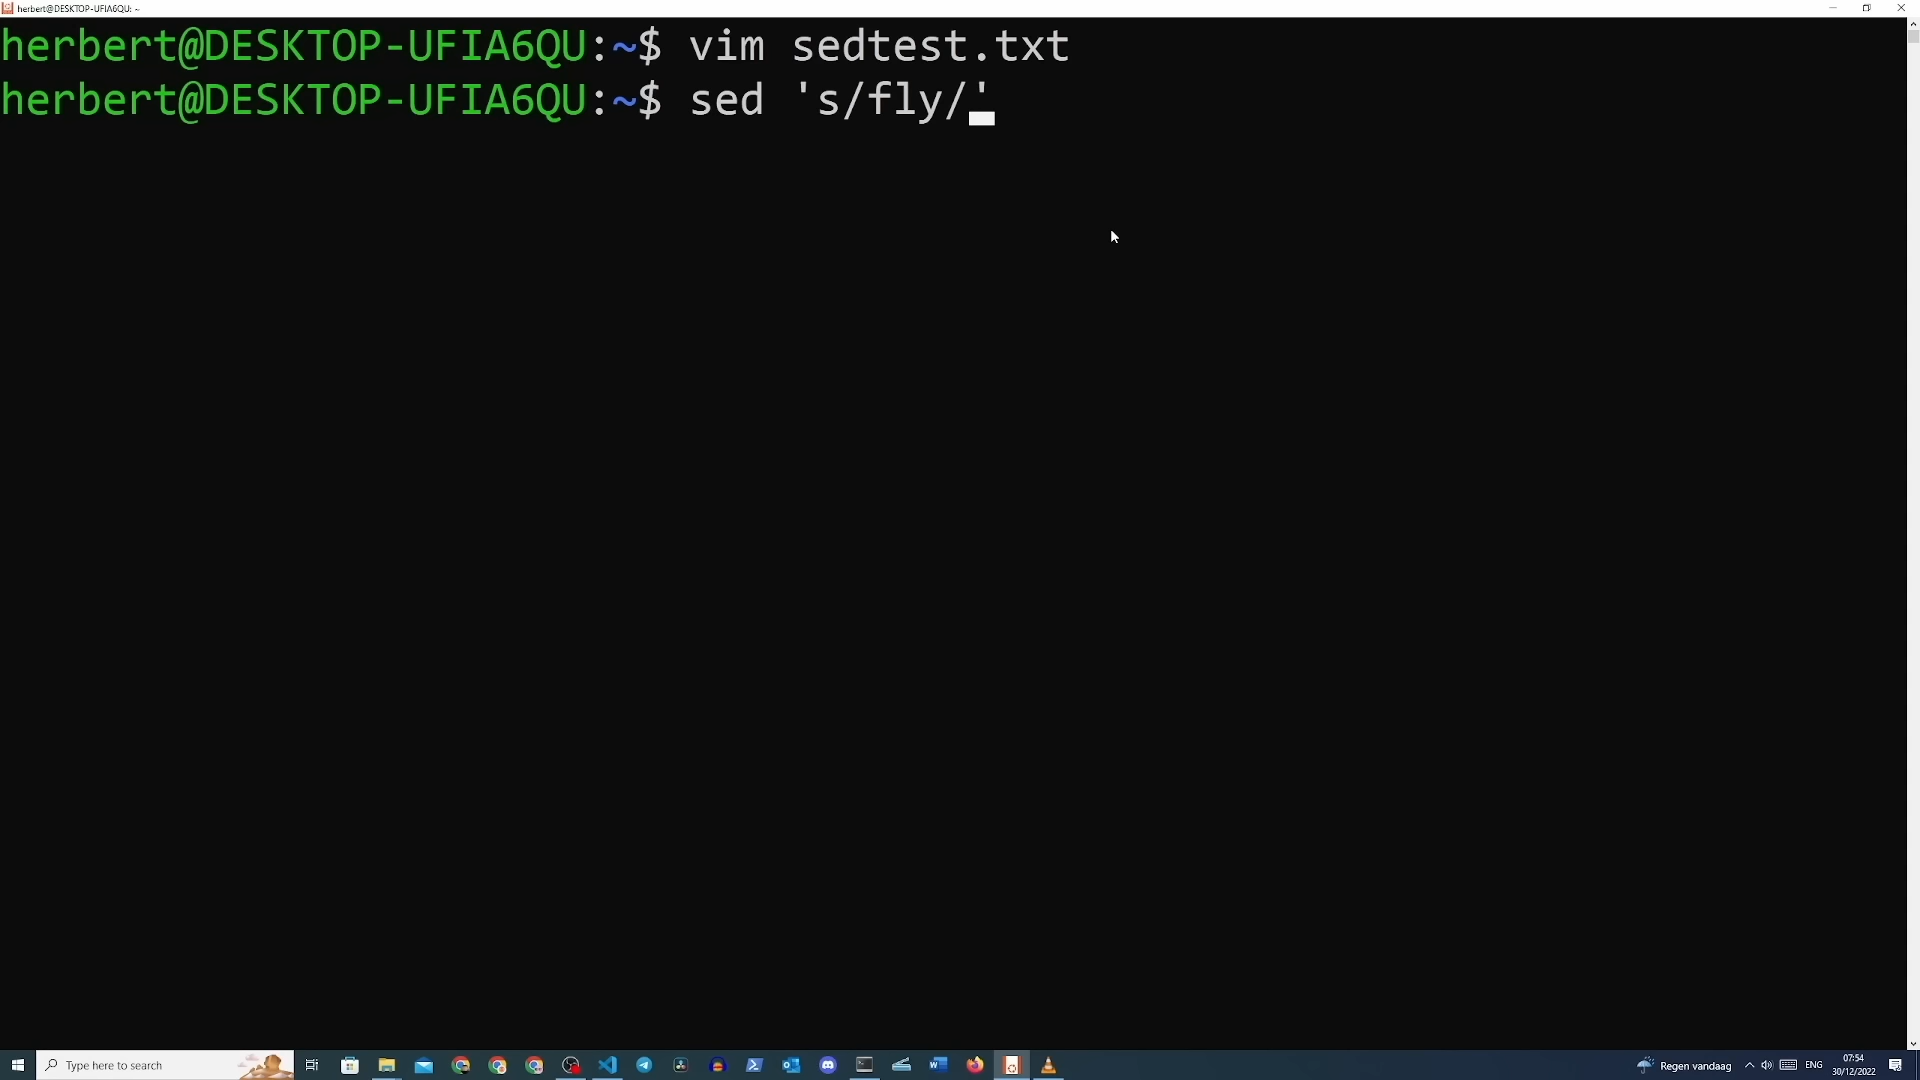 herbert@DESKTOP-UFIA6QU: ~
herbert@DESKTOP-UFIA6QU:~$ vim sedtest.txt
herbert@DESKTOP-UFIA6QU:~$ sed 's/fly/'
Type here to search
Regen vandaag
ENG
07:54
30/12/2022